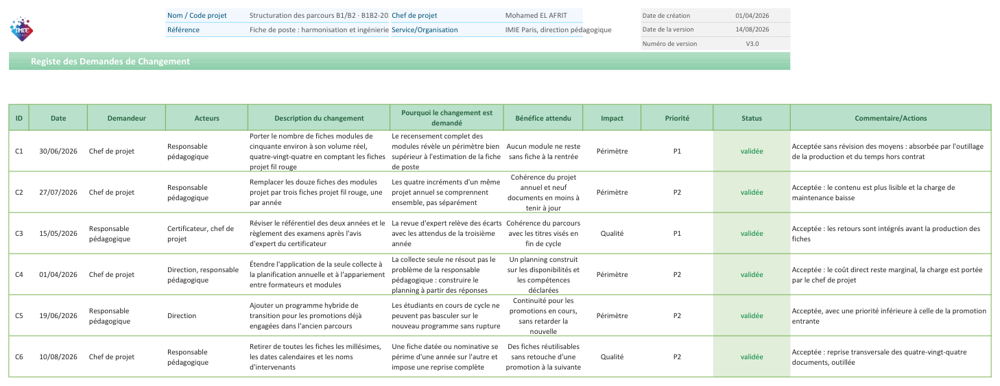 IMIE
PARIS
Nom / Code projet Structuration des parcours B1/B2 · B1B2-20 Chef de projet Mohamed EL AFRIT Date de création 01/04/2026
Référence Fiche de poste : harmonisation et ingénierie Service/Organisation IMIE Paris, direction pédagogique Date de la version 14/08/2026
Numéro de version V3.0
Registe des Demandes de Changement
ID Date Demandeur Acteurs Description du changement Pourquoi le changement est
demandé Bénéfice attendu Impact Priorité Status Commentaire/Actions
C1 30/06/2026 Chef de projet Responsable
pédagogique
Porter le nombre de fiches modules de
cinquante environ à son volume réel,
quatre-vingt-quatre en comptant les fiches
projet fil rouge
Le recensement complet des
modules révèle un périmètre bien
supérieur à l'estimation de la fiche
de poste
Aucun module ne reste
sans fiche à la rentrée
Périmètre P1 validée
Acceptée sans révision des moyens : absorbée par l'outillage
de la production et du temps hors contrat
C2 27/07/2026 Chef de projet Responsable
pédagogique
Remplacer les douze fiches des modules
projet par trois fiches projet fil rouge, une
par année
Les quatre incréments d'un même
projet annuel se comprennent
ensemble, pas séparément
Cohérence du projet
annuel et neuf
documents en moins à
tenir à jour
Périmètre P2 validée
Acceptée : le contenu est plus lisible et la charge de
maintenance baisse
C3 15/05/2026 Responsable
pédagogique
Certificateur, chef de
projet
Réviser le référentiel des deux années et le
règlement des examens après l'avis
d'expert du certificateur
La revue d'expert relève des écarts
avec les attendus de la troisième
année
Cohérence du parcours
avec les titres visés en
fin de cycle
Qualité P1 validée
Acceptée : les retours sont intégrés avant la production des
fiches
C4 01/04/2026 Chef de projet Direction, responsable
pédagogique
Étendre l'application de la seule collecte à
la planification annuelle et à l'appariement
entre formateurs et modules
La collecte seule ne résout pas le
problème de la responsable
pédagogique : construire le
planning à partir des réponses
Un planning construit
sur les disponibilités et
les compétences
déclarées
Périmètre P2 validée
Acceptée : le coût direct reste marginal, la charge est portée
par le chef de projet
C5 19/06/2026 Responsable
pédagogique
Direction
Ajouter un programme hybride de
transition pour les promotions déjà
engagées dans l'ancien parcours
Les étudiants en cours de cycle ne
peuvent pas basculer sur le
nouveau programme sans rupture
Continuité pour les
promotions en cours,
sans retarder la
nouvelle
Périmètre P2 validée
Acceptée, avec une priorité inférieure à celle de la promotion
entrante
C6 10/08/2026 Chef de projet Responsable
pédagogique
Retirer de toutes les fiches les millésimes,
les dates calendaires et les noms
d'intervenants
Une fiche datée ou nominative se
périme d'une année sur l'autre et
impose une reprise complète
Des fiches réutilisables
sans retouche d'une
promotion à la suivante
Qualité P2 validée
Acceptée : reprise transversale des quatre-vingt-quatre
documents, outillée